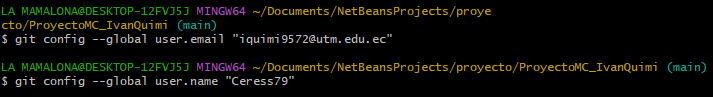 LA MAMALONA@DESKTOP-12FVJ5J MINGW64 ~/Documents/NetBeansProjects/proye
cto/ProyectoMC_IvanQuimi (main)
$ git config --global user.email "iquimi9572@utm.edu.ec"
LA MAMALONA@DESKTOP-12FVJ5J MINGW64 ~/Documents/NetBeansProjects/proyecto/ProyectoMC_IvanQuimi (main)
$ git config --global user.name "Ceress79"